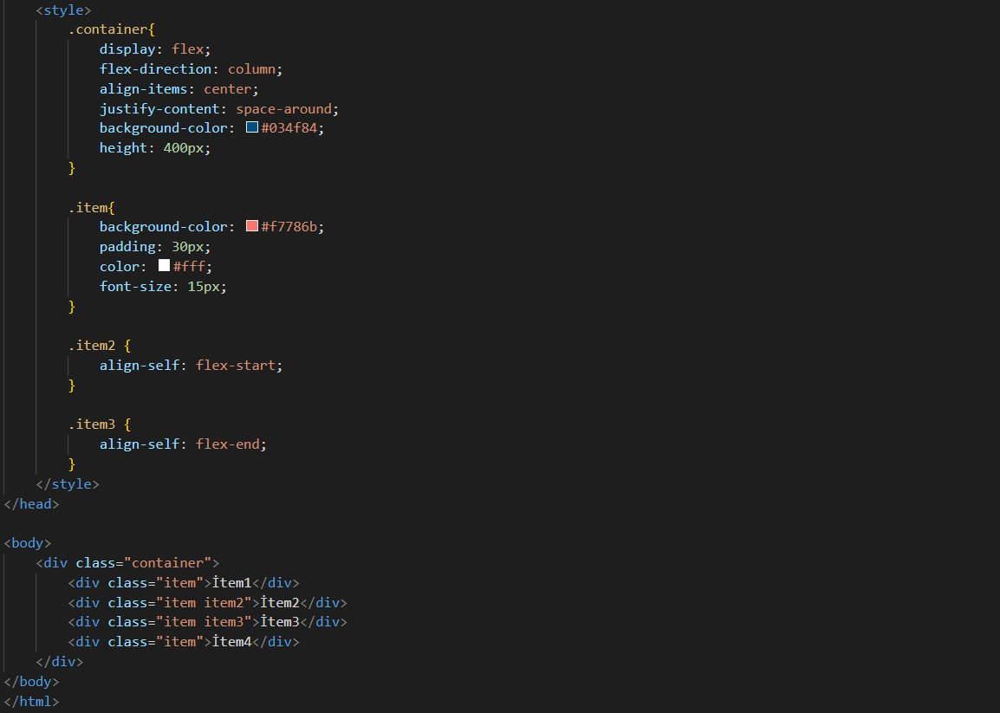 <style>
.container{
display: flex;
flex-direction: column;
align-items: center;
justify-content: space-around;
background-color: #034f84;
height: 400px;
}
.item{
background-color: #f7786b;
padding: 30px;
color: #fff;
font-size: 15px;
}
.item2 {
align-self: flex-start;
}
.item3 {
align-self: flex-end;
}
</style>
</head>
<body>
<div class="container">
<div class="item">İtem1</div>
<div class="item item2">İtem2</div>
<div class="item item3">İtem3</div>
<div class="item">İtem4</div>
</div>
</body>
</html>